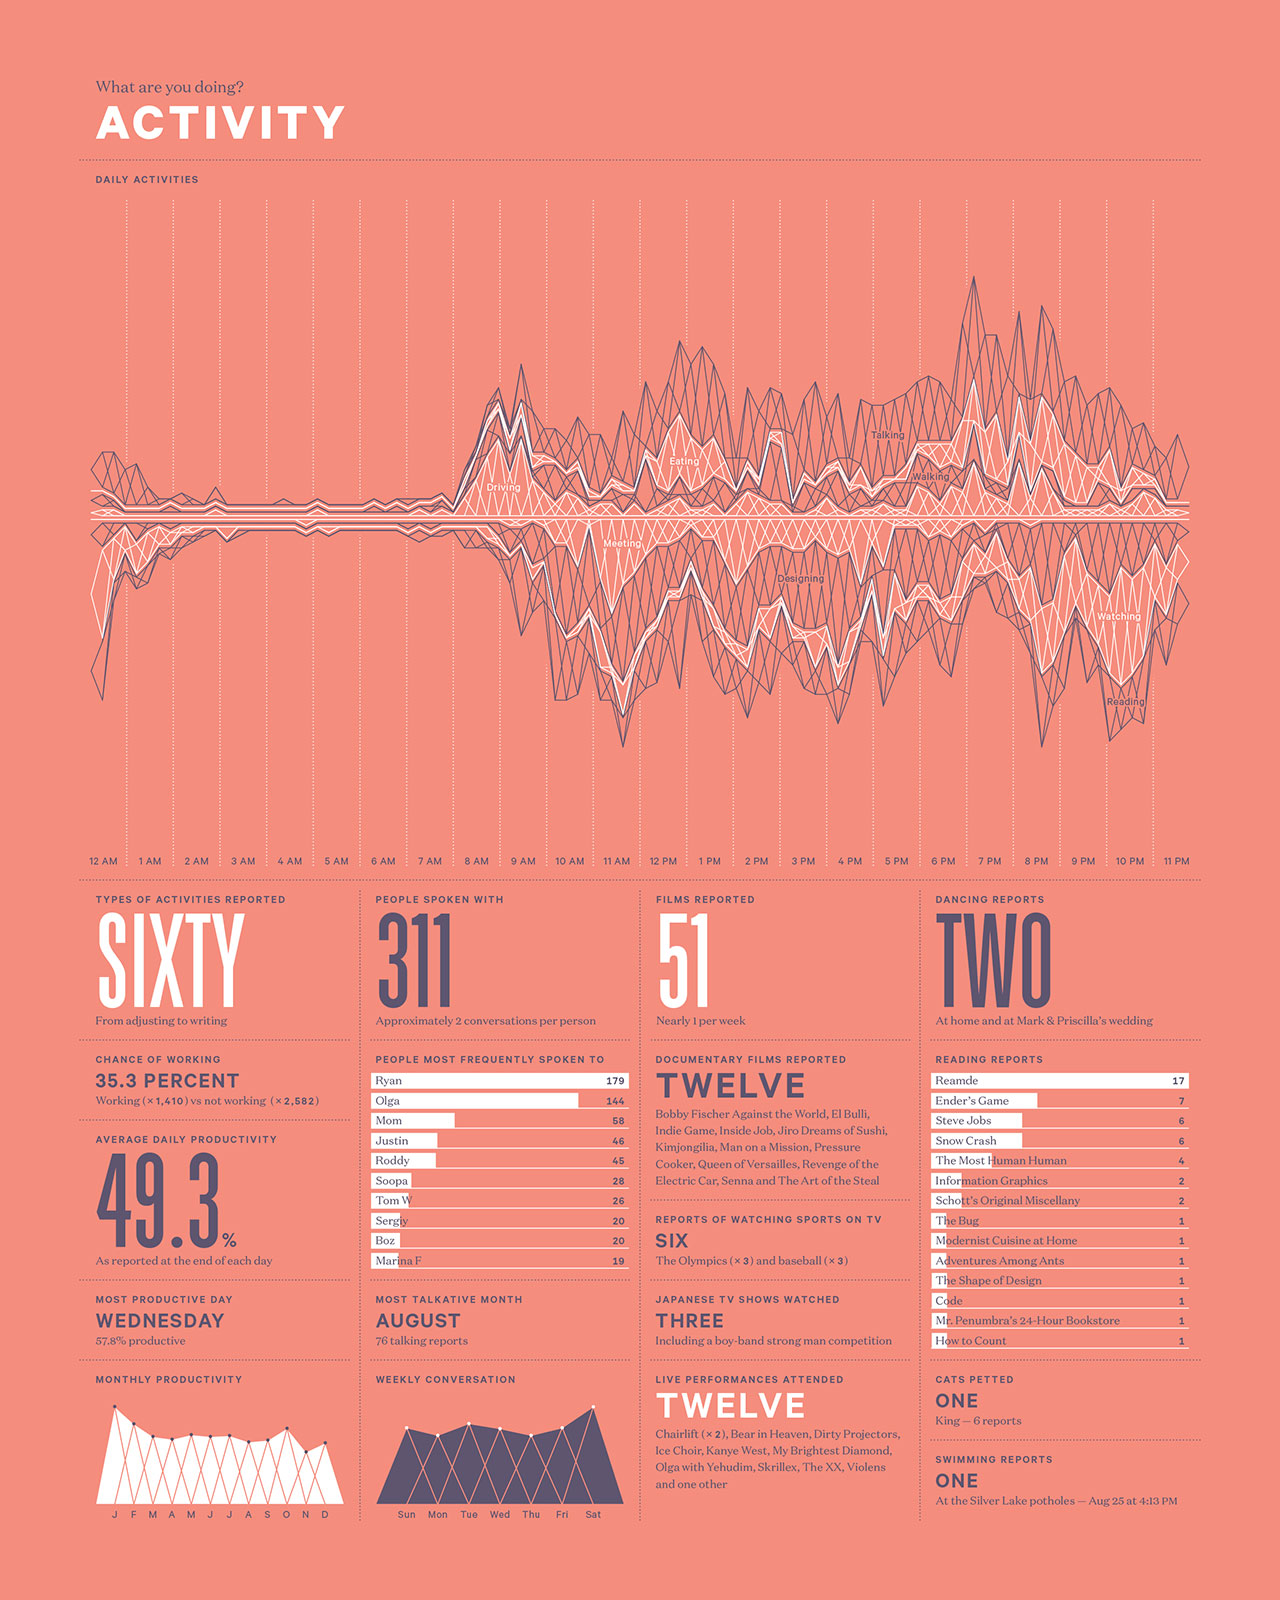 What are you doing?
ACTIVITY
DAILY ACTIVITIES
Talking
Eating
Walking
Driving
Meeting
Designing
Watching
Reading
12 AM 1 AM 2 AM 3 AM 4 AM 5 AM 6 AM 7 AM 8 AM 9 AM 10 AM 11 AM 12 PM 1 PM 2 PM 3 PM 4 PM 5 PM 6 PM 7 PM 8 PM 9 PM 10 PM 11 PM
TYPES OF ACTIVITIES REPORTED
SIXTY
From adjusting to writing
CHANCE OF WORKING
35.3 PERCENT
Working (×1,410) vs not working (×2,582)
AVERAGE DAILY PRODUCTIVITY
49.3%
As reported at the end of each day
MOST PRODUCTIVE DAY
WEDNESDAY
57.8% productive
MONTHLY PRODUCTIVITY
J F M A M J J A S O N D
PEOPLE SPOKEN WITH
311
Approximately 2 conversations per person
PEOPLE MOST FREQUENTLY SPOKEN TO
Ryan 179
Olga 144
Mom 58
Justin 46
Roddy 45
Soopa 28
Tom W 26
Sergiy 20
Boz 20
Marina F 19
MOST TALKATIVE MONTH
AUGUST
76 talking reports
WEEKLY CONVERSATION
Sun Mon Tue Wed Thu Fri Sat
FILMS REPORTED
51
Nearly 1 per week
DOCUMENTARY FILMS REPORTED
TWELVE
Bobby Fischer Against the World, El Bulli,
Indie Game, Inside Job, Jiro Dreams of Sushi,
Kimjongilia, Man on a Mission, Pressure
Cooker, Queen of Versailles, Revenge of the
Electric Car, Senna and The Art of the Steal
REPORTS OF WATCHING SPORTS ON TV
SIX
The Olympics (×3) and baseball (×3)
JAPANESE TV SHOWS WATCHED
THREE
Including a boy-band strong man competition
LIVE PERFORMANCES ATTENDED
TWELVE
Chairlift (×2), Bear in Heaven, Dirty Projectors,
Ice Choir, Kanye West, My Brightest Diamond,
Olga with Yehudim, Skrillex, The XX, Violens
and one other
DANCING REPORTS
TWO
At home and at Mark & Priscilla's wedding
READING REPORTS
Reamde 17
Ender's Game 7
Steve Jobs 6
Snow Crash 6
The Most Human Human 4
Information Graphics 2
Schott's Original Miscellany 2
The Bug 1
Modernist Cuisine at Home 1
Adventures Among Ants 1
The Shape of Design 1
Code 1
Mr. Penumbra's 24-Hour Bookstore 1
How to Count 1
CATS PETTED
ONE
King – 6 reports
SWIMMING REPORTS
ONE
At the Silver Lake potholes – Aug 25 at 4:13 PM